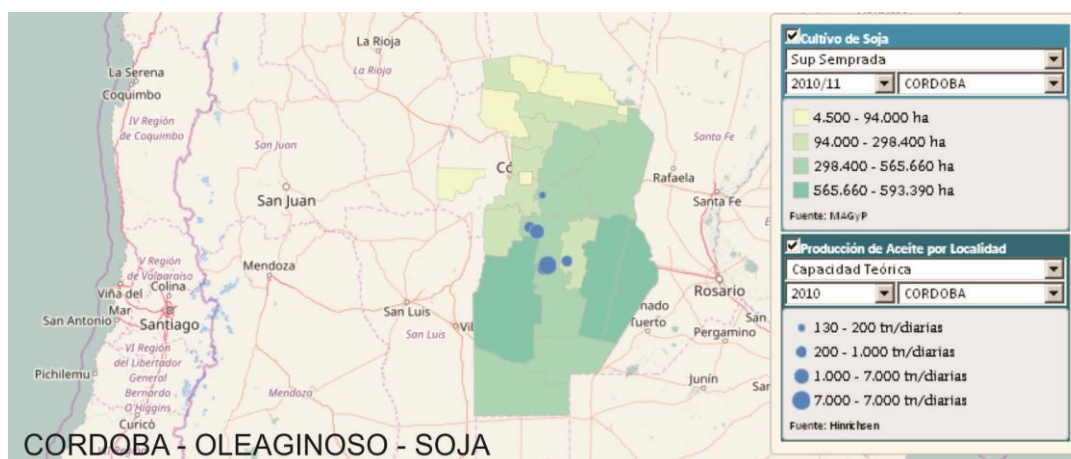 La Rioja
La Rioja
La Serena
Coquimbo
IV Región
de Coquimbo
San Juan
San Juan
Santa Fe
Rafaela
Santa Fe
Mendoza
V Región
de Valparaíso
Viña del
Mar
Colina
San Antonio
Santiago
San Luis
San Luis
Rosario
Pergamino
VI Región
del Libertador
General
Bernardo
O'Higgins
Pichilemu
Mendoza
Junín
Curicó
CORDOBA - OLEAGINOSO - SOJA
Cultivo de Soja
Sup Sembrada
2010/11
CORDOBA
4.500 - 94.000 ha
94.000 - 298.400 ha
298.400 - 565.660 ha
565.660 - 593.390 ha
Fuente: MAGyP
Producción de Aceite por Localidad
Capacidad Teórica
2010
CORDOBA
130 - 200 tn/diarias
200 - 1.000 tn/diarias
1.000 - 7.000 tn/diarias
7.000 - 7.000 tn/diarias
Fuente: Hinrichsen